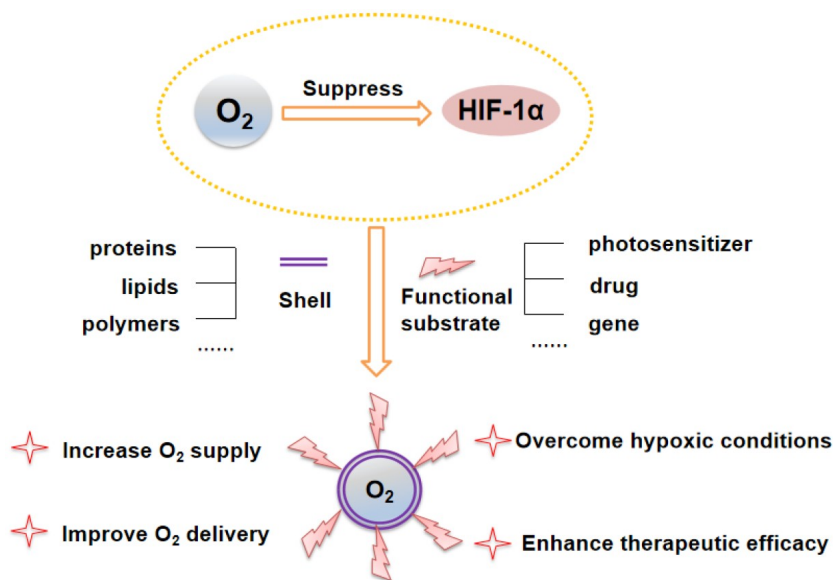 O₂
Suppress
HIF-1α
proteins
lipids
polymers
......
Shell
Functional
substrate
photosensitizer
drug
gene
......
Increase O₂ supply
Improve O₂ delivery
O₂
Overcome hypoxic conditions
Enhance therapeutic efficacy